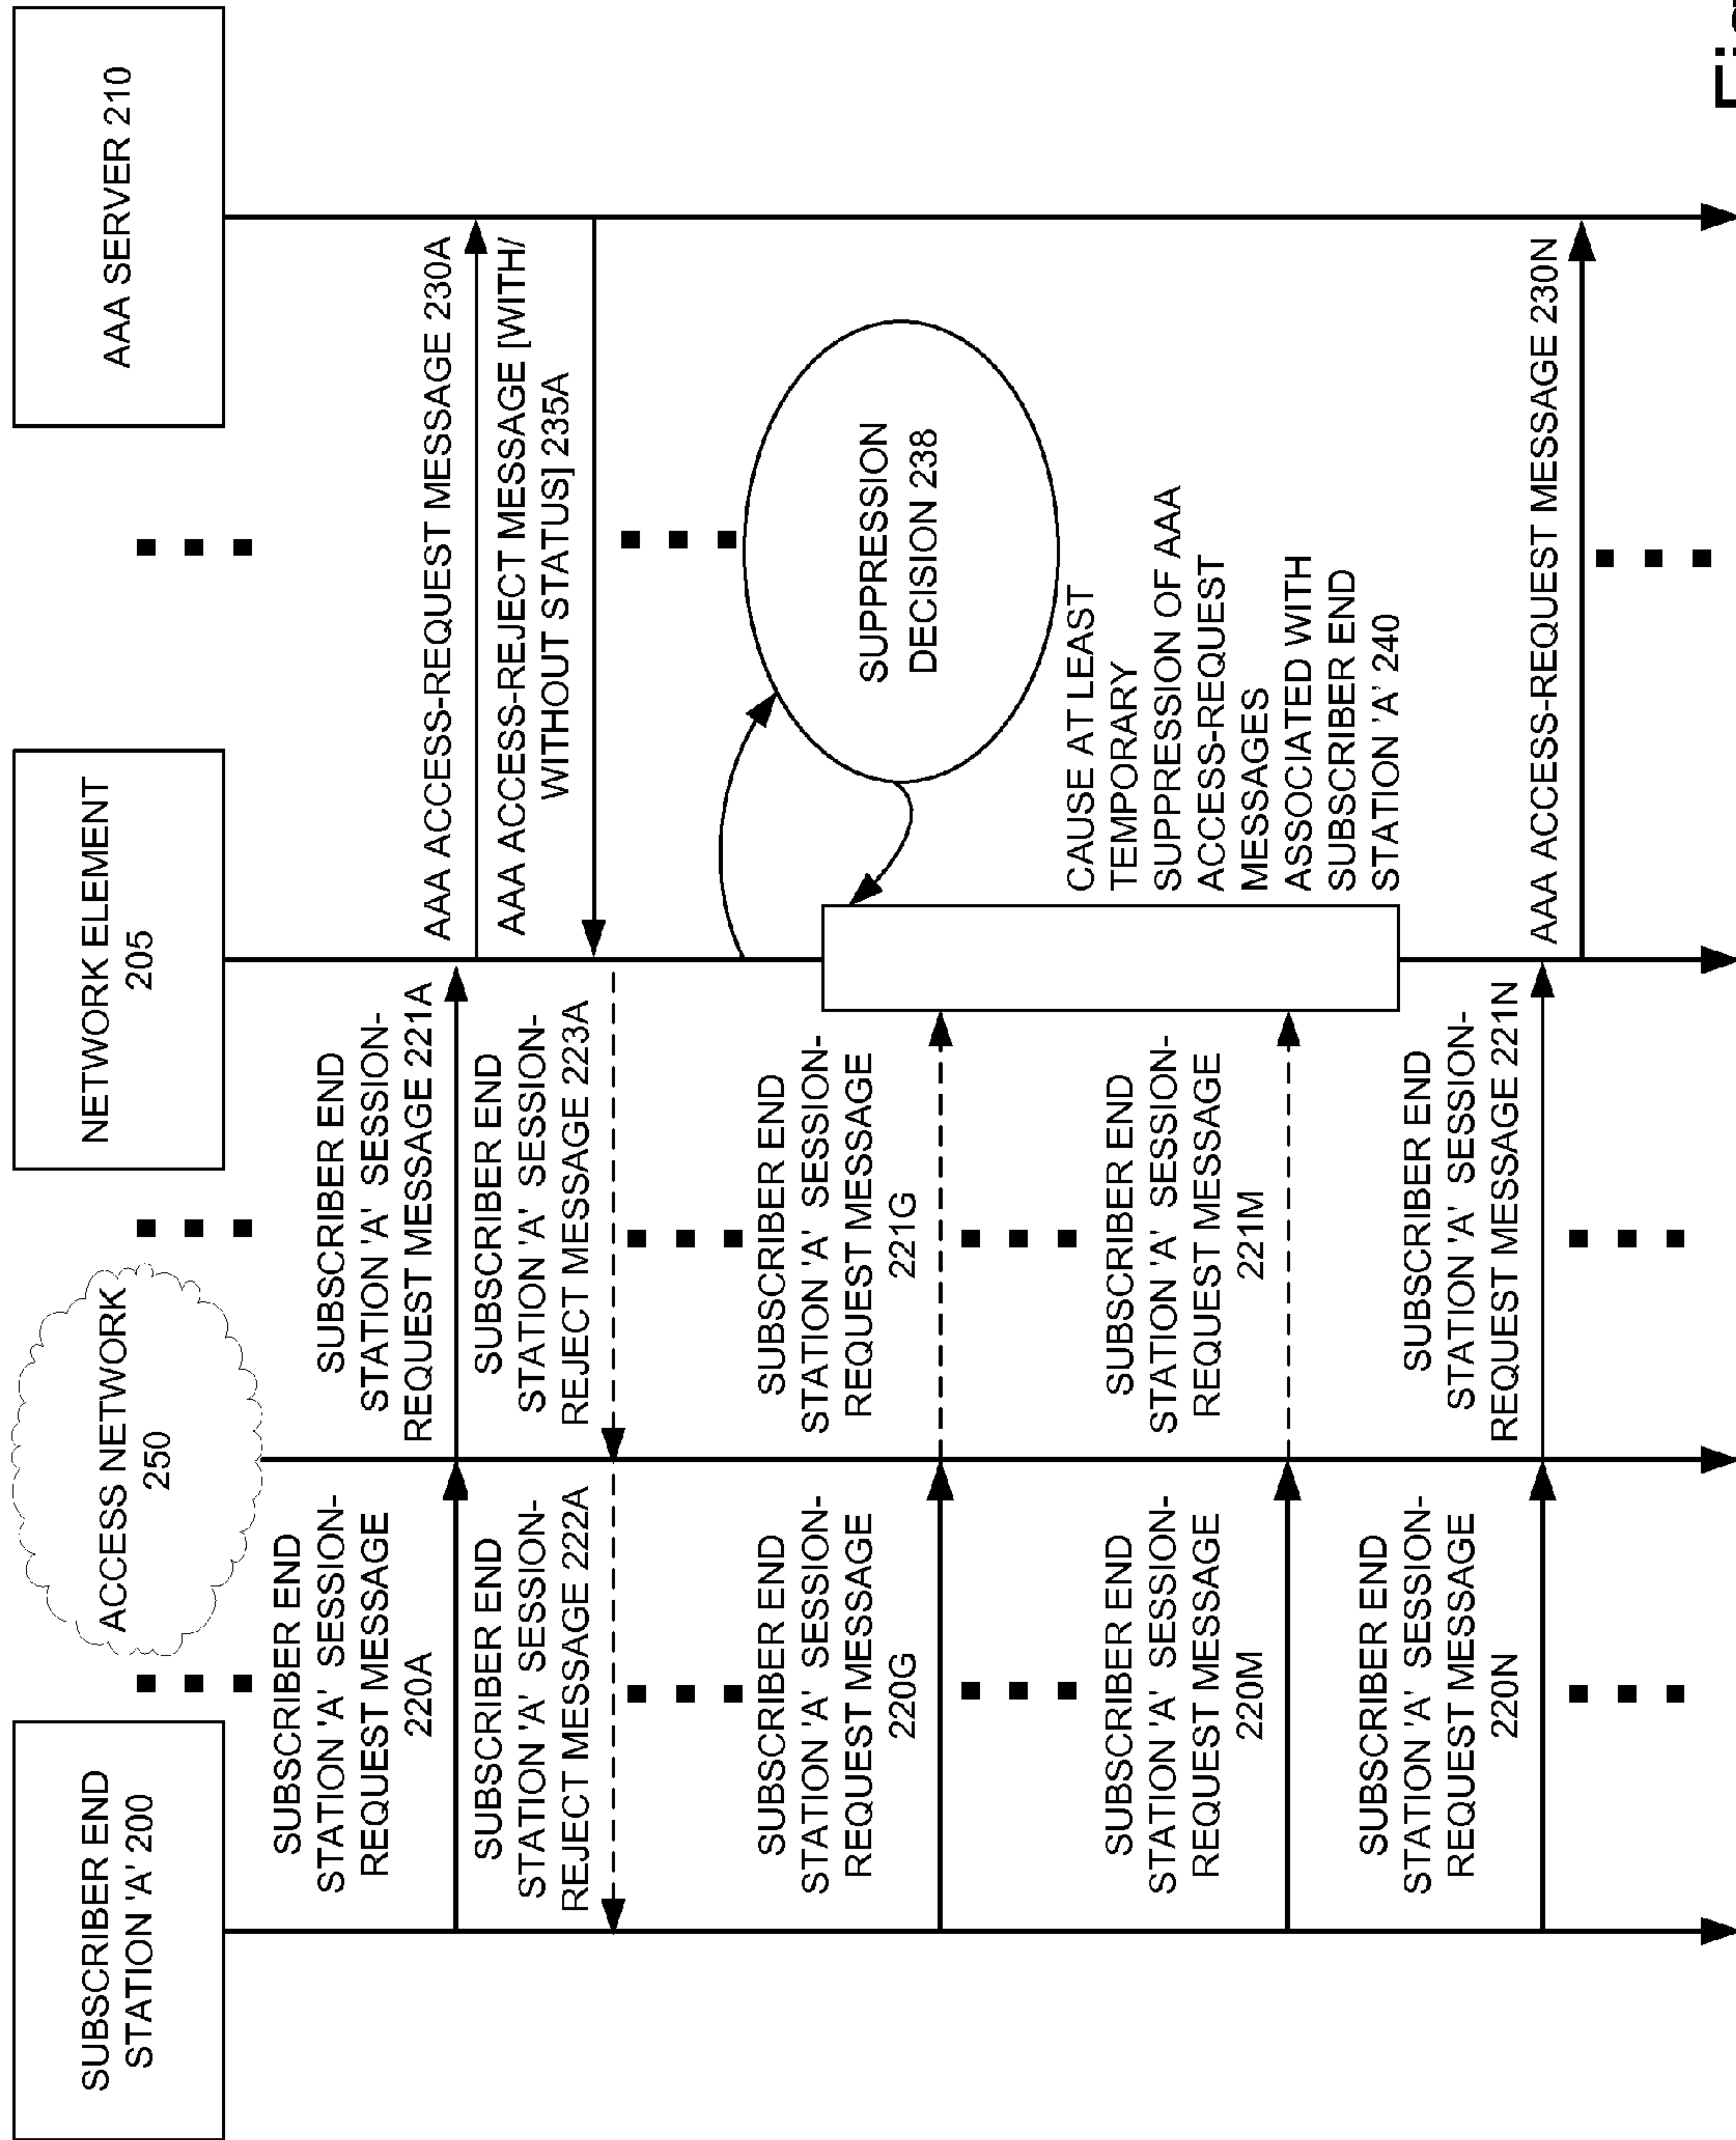 SUBSCRIBER END
STATION 'A' 200
ACCESS NETWORK
250
NETWORK ELEMENT
205
AAA SERVER 210
SUBSCRIBER END
STATION 'A' SESSION-
REQUEST MESSAGE
220A
SUBSCRIBER END
STATION 'A' SESSION-
REQUEST MESSAGE 221A
AAA ACCESS-REQUEST MESSAGE 230A
SUBSCRIBER END
STATION 'A' SESSION-
REJECT MESSAGE 222A
SUBSCRIBER END
STATION 'A' SESSION-
REJECT MESSAGE 223A
AAA ACCESS-REJECT MESSAGE [WITH/
WITHOUT STATUS] 235A
SUPPRESSION
DECISION 238
SUBSCRIBER END
STATION 'A' SESSION-
REQUEST MESSAGE
220G
SUBSCRIBER END
STATION 'A' SESSION-
REQUEST MESSAGE
221G
CAUSE AT LEAST
TEMPORARY
SUPPRESSION OF AAA
ACCESS-REQUEST
MESSAGES
ASSOCIATED WITH
SUBSCRIBER END
STATION 'A' 240
SUBSCRIBER END
STATION 'A' SESSION-
REQUEST MESSAGE
220M
SUBSCRIBER END
STATION 'A' SESSION-
REQUEST MESSAGE
221M
SUBSCRIBER END
STATION 'A' SESSION-
REQUEST MESSAGE
220N
SUBSCRIBER END
STATION 'A' SESSION-
REQUEST MESSAGE 221N
AAA ACCESS-REQUEST MESSAGE 230N